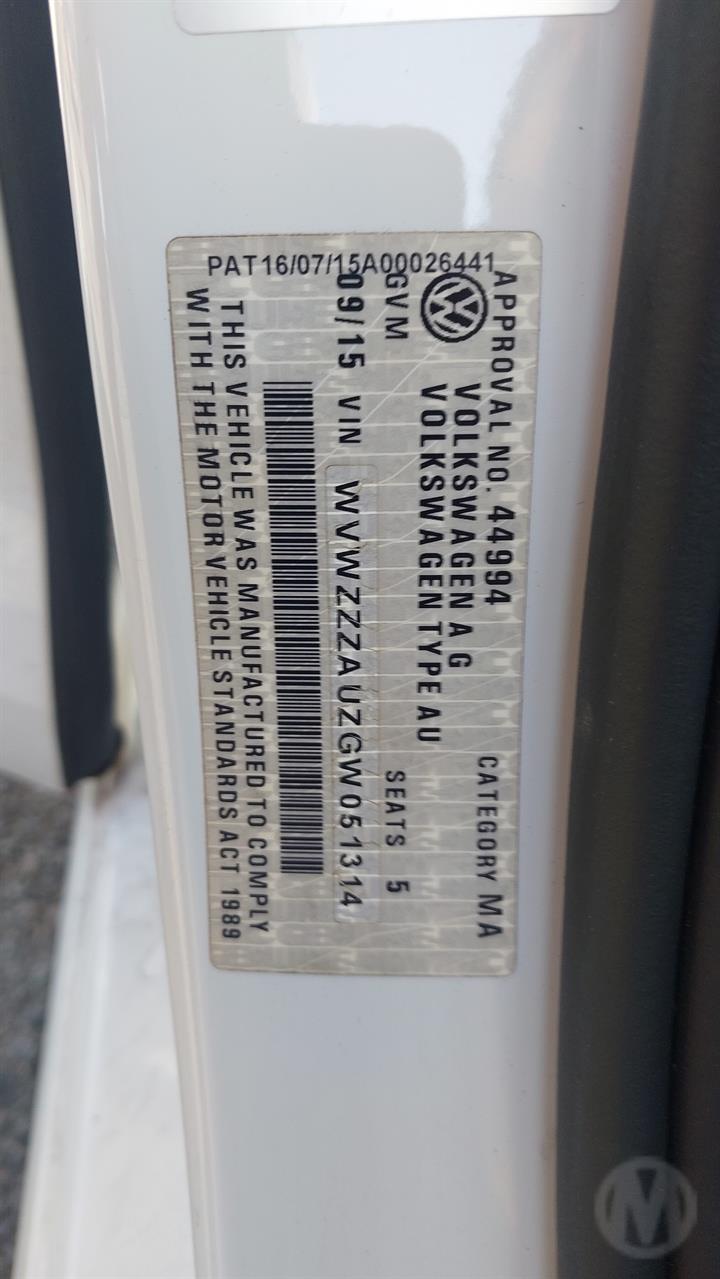 PAT16/07/15A00026441
APPROVAL NO. 44994 CATEGORY MA
VOLKSWAGEN AG
VOLKSWAGEN TYPE AU
GVM SEATS 5
09/15 VIN WVWZZZAUZGW051314
THIS VEHICLE WAS MANUFACTURED TO COMPLY
WITH THE MOTOR VEHICLE STANDARDS ACT 1989
M